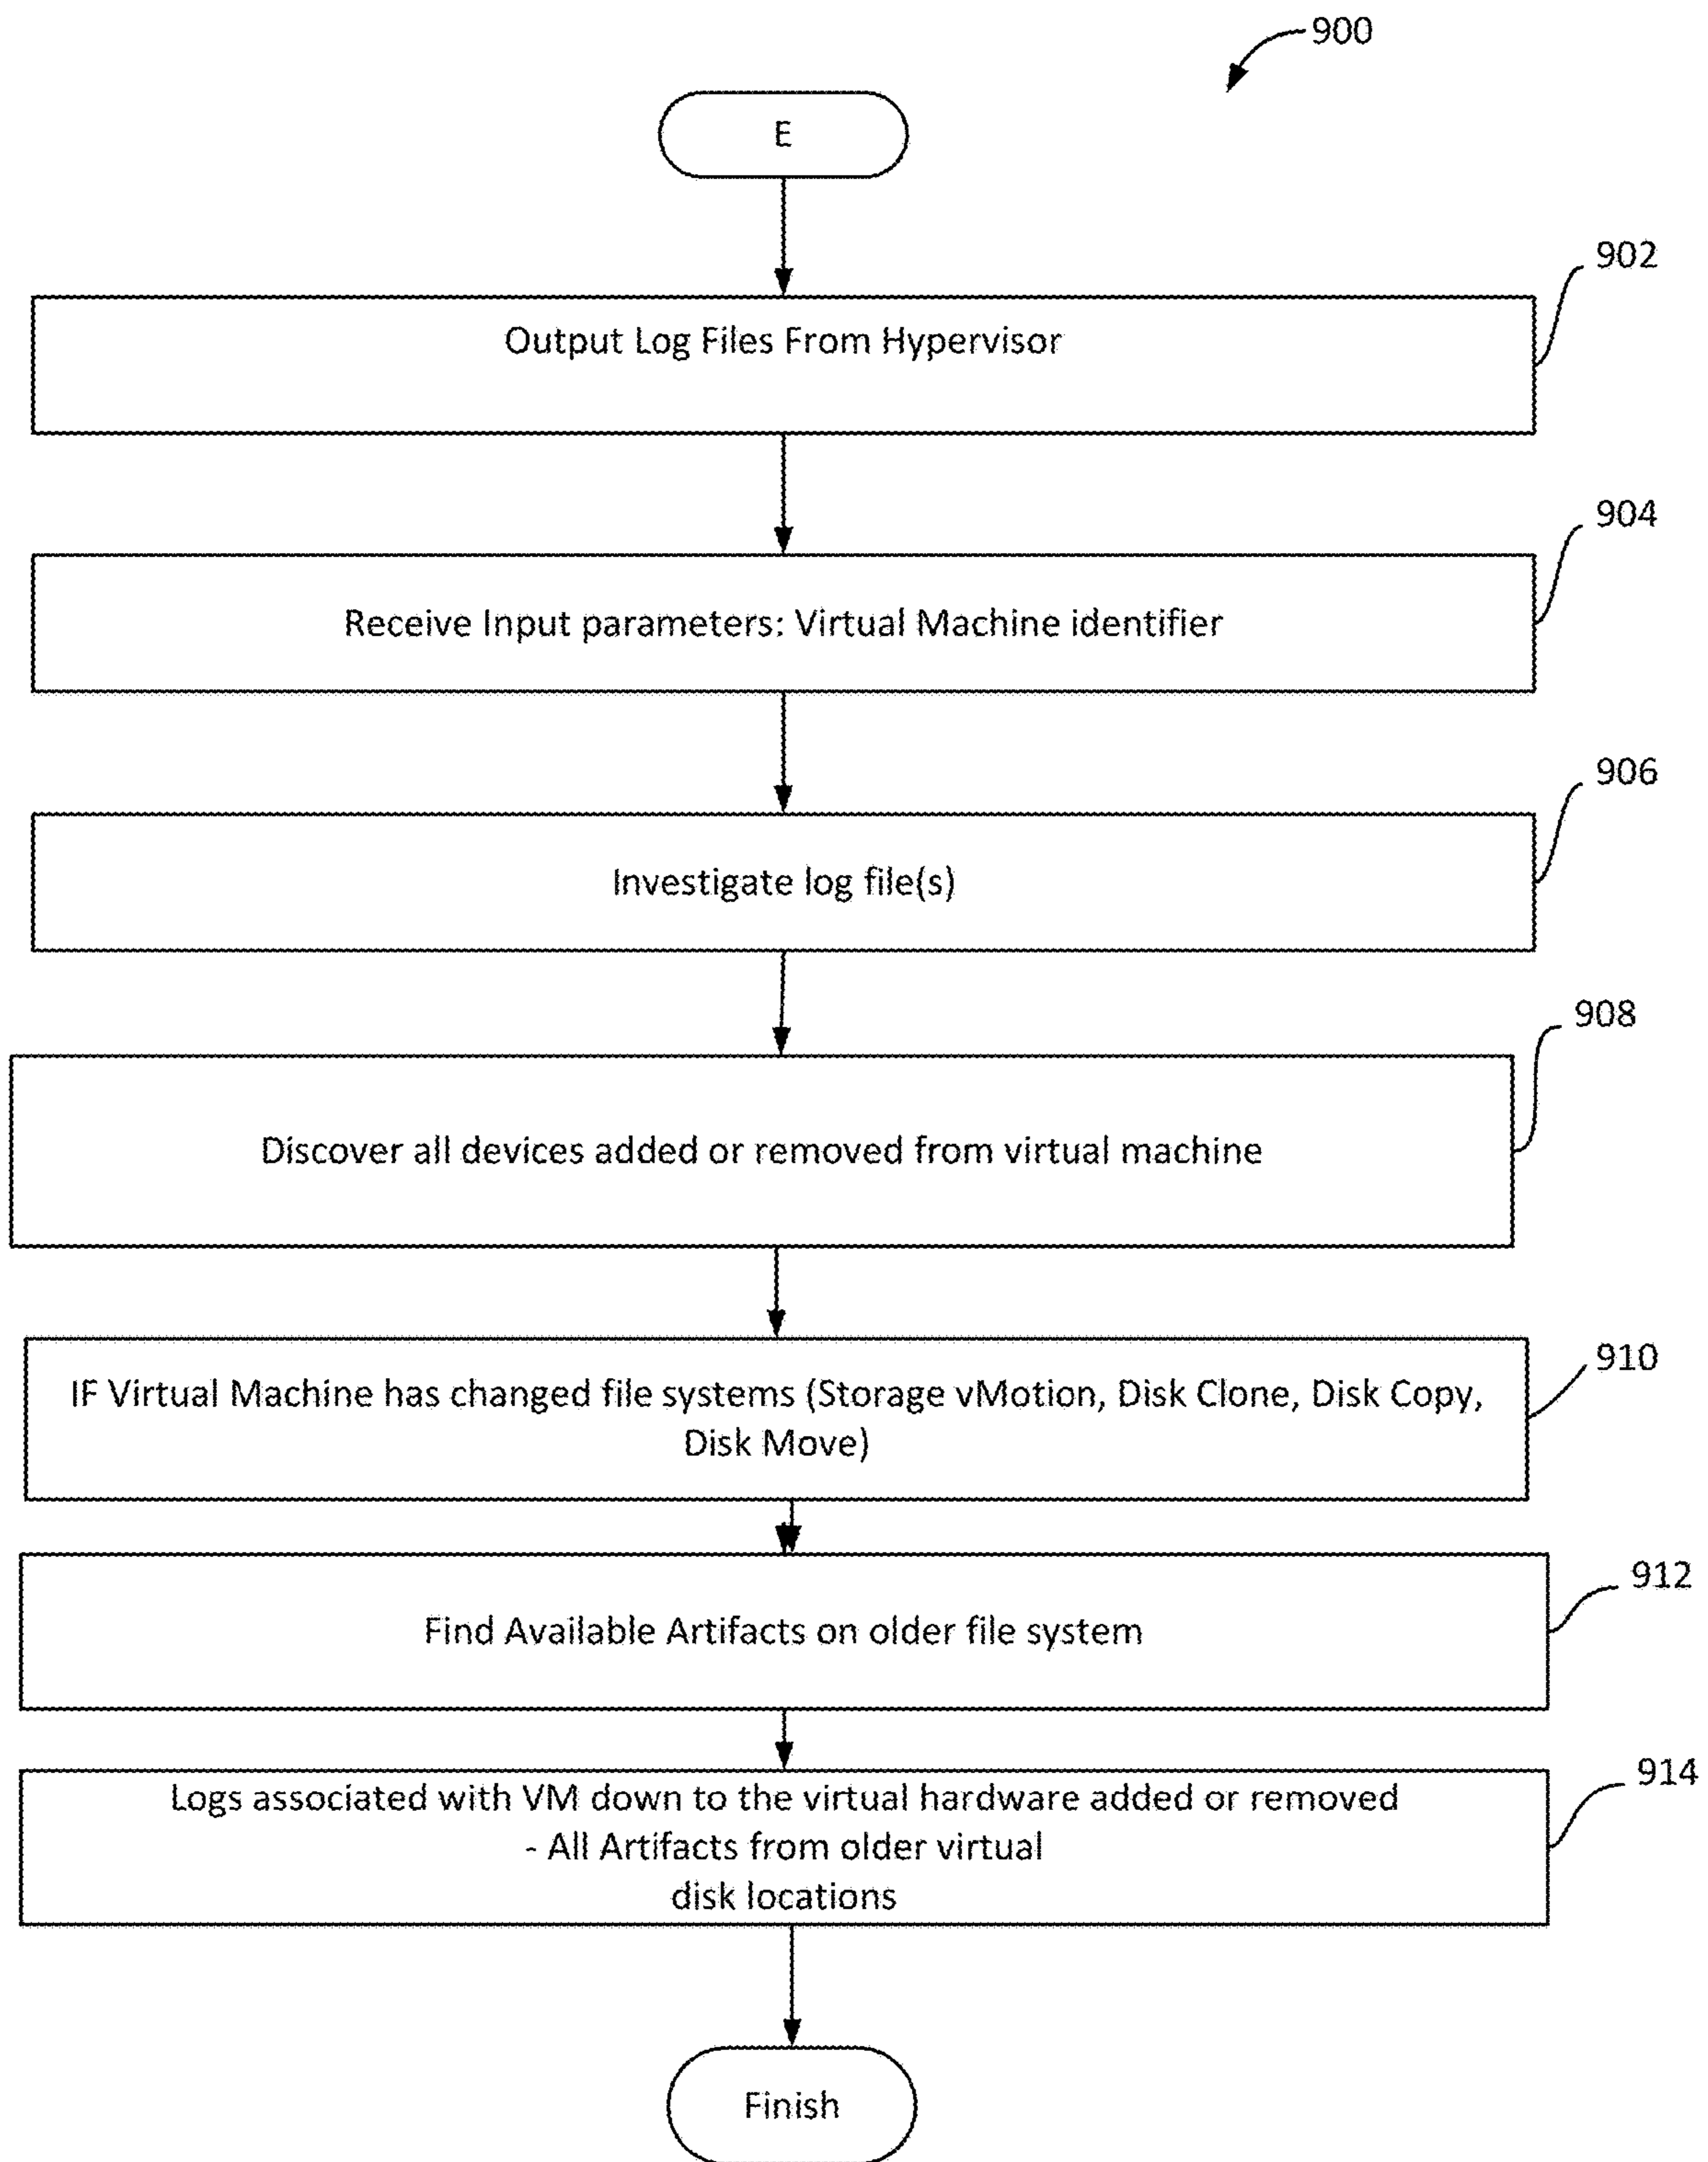 900
E
902
Output Log Files From Hypervisor
904
Receive Input parameters: Virtual Machine identifier
906
Investigate log file(s)
908
Discover all devices added or removed from virtual machine
910
IF Virtual Machine has changed file systems (Storage vMotion, Disk Clone, Disk Copy,
Disk Move)
912
Find Available Artifacts on older file system
914
Logs associated with VM down to the virtual hardware added or removed
- All Artifacts from older virtual
disk locations
Finish